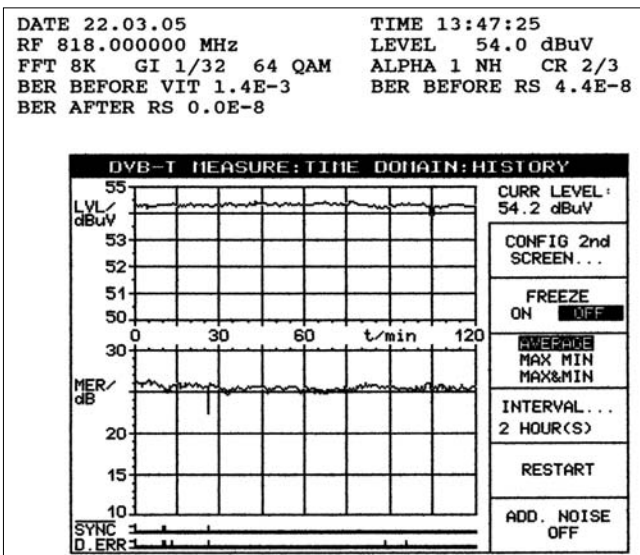 DATE 22.03.05 TIME 13:47:25
RF 818.000000 MHz LEVEL 54.0 dBuV
FFT 8K GI 1/32 64 QAM ALPHA 1 NH CR 2/3
BER BEFORE VIT 1.4E-3 BER BEFORE RS 4.4E-8
BER AFTER RS 0.0E-8
DVB-T MEASURE:TIME DOMAIN:HISTORY
55
LVL/
dBuV
53
52
51
50
0 30 60 t/min 120
30
MER/
dB
20
15
10
SYNC
D.ERR
CURR LEVEL:
54.2 dBuV
CONFIG 2nd
SCREEN...
FREEZE
ON OFF
AVERAGE
MAX MIN
MAX&MIN
INTERVAL...
2 HOUR(S)
RESTART
ADD. NOISE
OFF